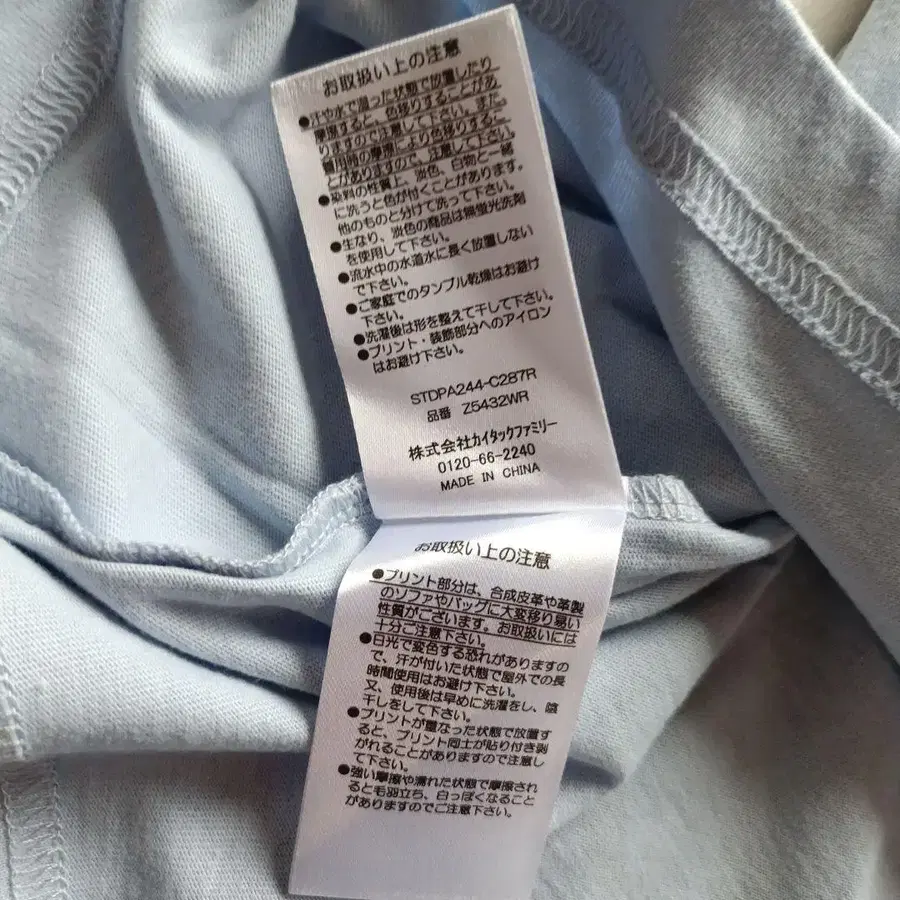 お取扱い上の注意
●汗や水で湿った状態で放置したり
摩擦すると、色移りすることがあ
りますので注意して下さい。また、
着用時の摩擦により色移りするこ
とがありますので、注意して下さい。
●染料の性質上、淡色、白物と一緒
に洗うと色が付くことがあります。
他のものと分けて洗って下さい。
●生なり、淡色の商品は無蛍光洗剤
を使用して下さい。
●流水中の水道水に長く放置しない
で下さい。
●ご家庭でのタンブル乾燥はお避け
下さい。
●洗濯後は形を整えて干して下さい。
●プリント・装飾部分へのアイロン
はお避け下さい。
STDPA244-C287R
品番 Z5432WR
株式会社カイタックファミリー
0120-66-2240
MADE IN CHINA
お取扱い上の注意
●プリント部分は、合成皮革や革製
のソファやバッグに大変移り易い
性質がございます。お取扱いには
十分ご注意下さい。
●日光で変色する恐れがありますの
で、汗が付いた状態で屋外での長
時間使用はお避け下さい。
又、使用後は早めに洗濯をし、陰
干しをして下さい。
●プリントが重なった状態で放置す
ると、プリント同士が貼り付き剥
がれることがありますので注意し
て下さい。
●強い摩擦や濡れた状態で摩擦され
ると毛羽立ち、白っぽくなること
がありますのでご注意下さい。